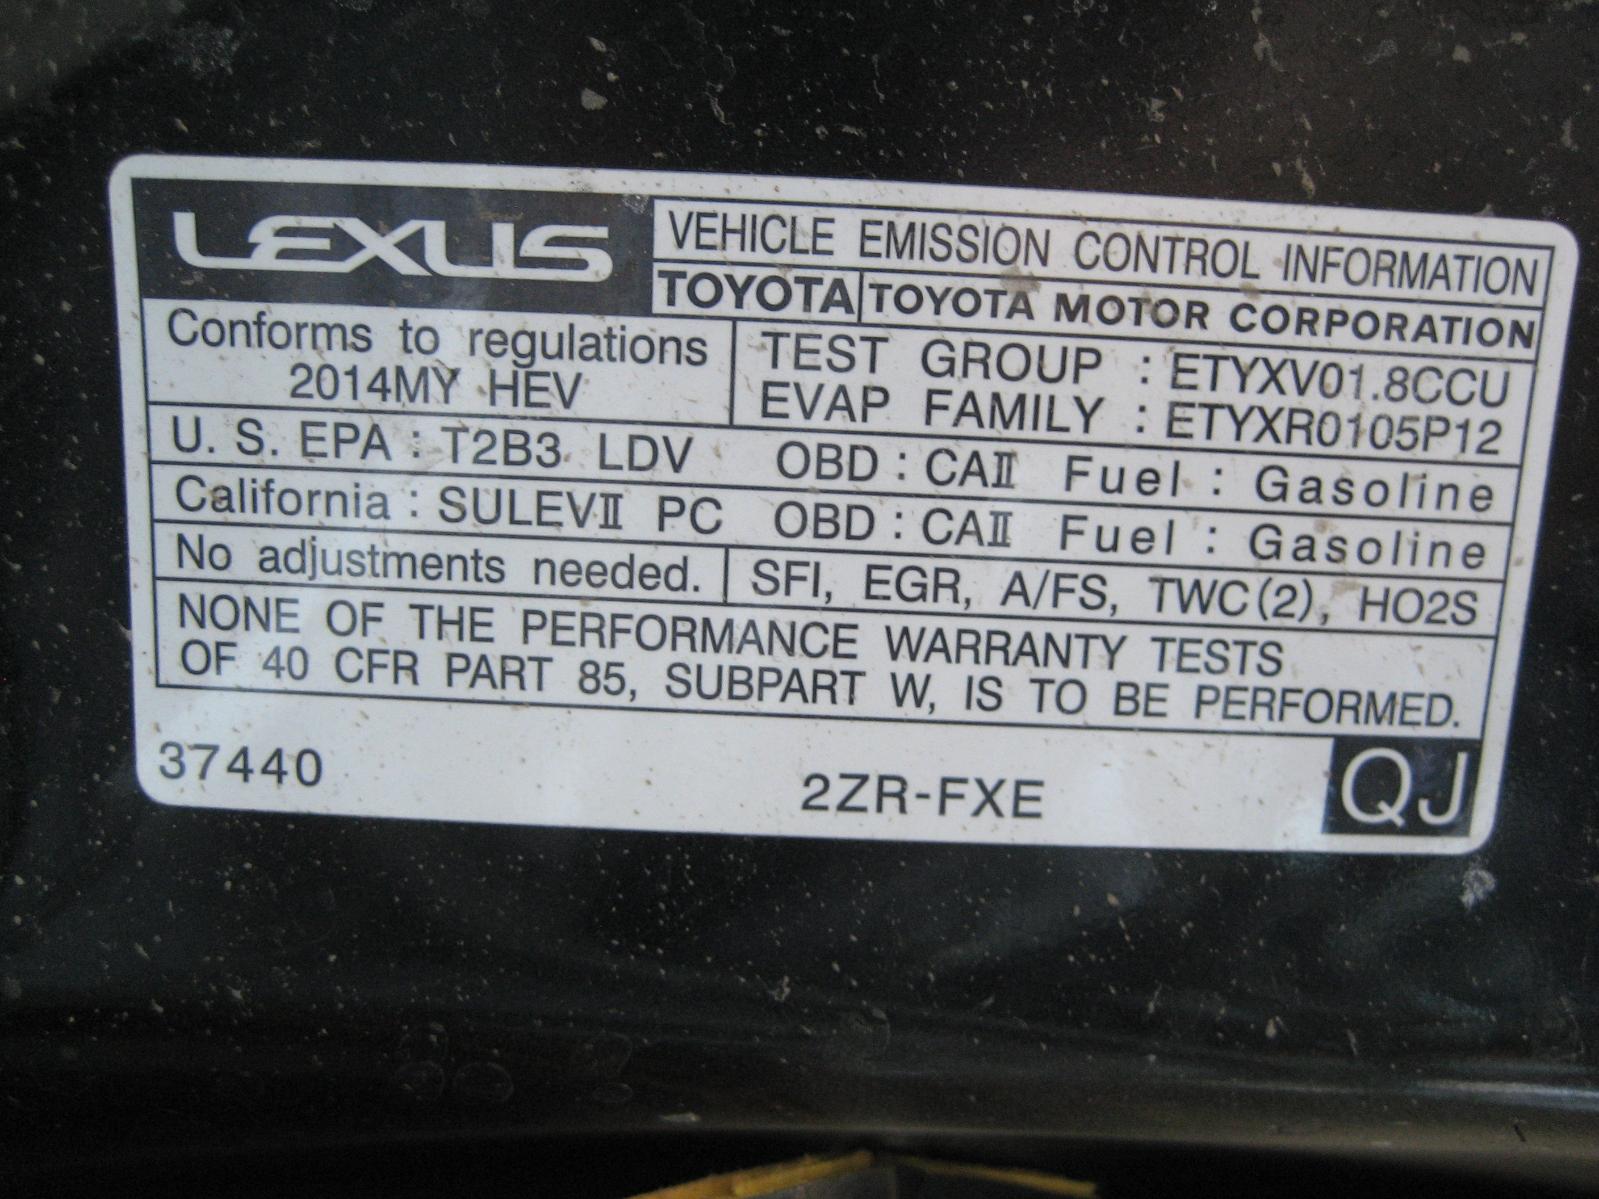 LEXUS
VEHICLE EMISSION CONTROL INFORMATION
TOYOTA TOYOTA MOTOR CORPORATION
Conforms to regulations
2014MY HEV
TEST GROUP : ETYXV01.8CCU
EVAP FAMILY : ETYXR0105P12
U. S. EPA : T2B3 LDV OBD : CAⅡ Fuel : Gasoline
California : SULEVⅡ PC OBD : CAⅡ Fuel : Gasoline
No adjustments needed. SFI, EGR, A/FS, TWC(2), HO2S
NONE OF THE PERFORMANCE WARRANTY TESTS
OF 40 CFR PART 85, SUBPART W, IS TO BE PERFORMED.
37440 2ZR-FXE QJ